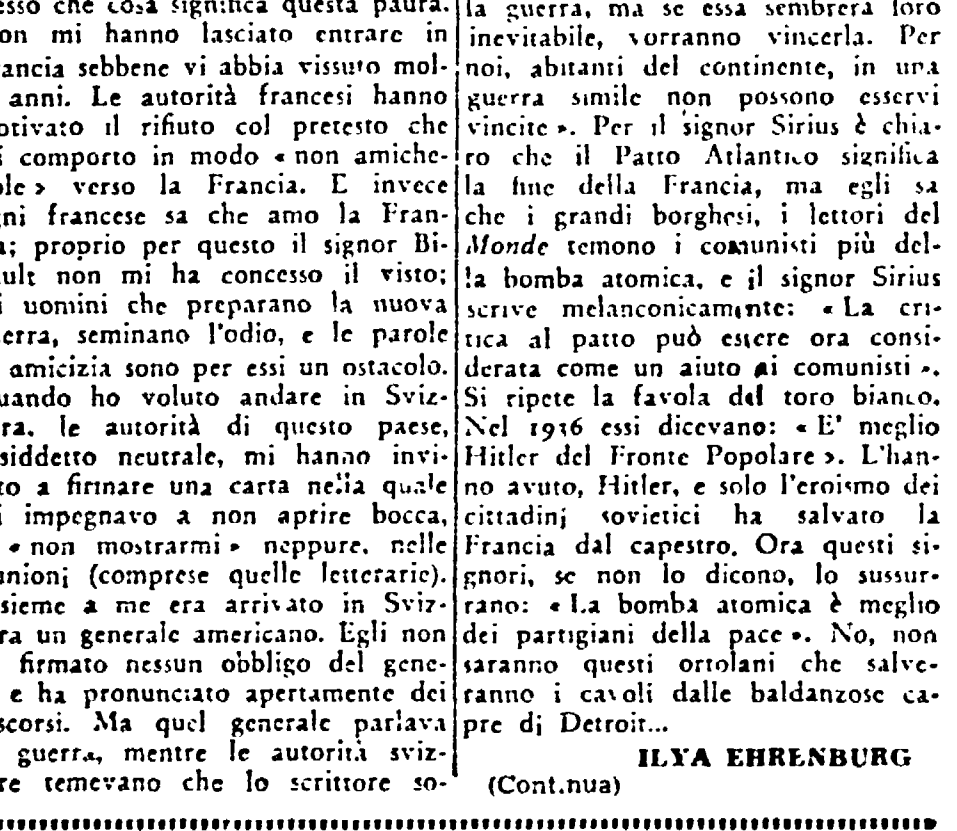 esso che cosa significa questa paura.
on mi hanno lasciato entrare in
rancia sebbene vi abbia vissuto mol-
anni. Le autorità francesi hanno
otivato il rifiuto col pretesto che
i comporto in modo « non amiche-
ole » verso la Francia. E invece
gni francese sa che amo la Fran-
a; proprio per questo il signor Bi-
ault non mi ha concesso il visto;
i uomini che preparano la nuova
erra, seminano l'odio, e le parole
amicizia sono per essi un ostacolo.
uando ho voluto andare in Sviz-
ra, le autorità di questo paese,
siddetto neutrale, mi hanno invi-
to a firmare una carta nella quale
i impegnavo a non aprire bocca,
« non mostrarmi » neppure, nelle
unioni (comprese quelle letterarie).
sieme a me era arrivato in Sviz-
ra un generale americano. Egli non
firmato nessun obbligo del gene-
e ha pronunciato apertamente dei
scorsi. Ma quel generale parlava
guerra, mentre le autorità sviz-
re temevano che lo scrittore so-
la guerra, ma se essa sembrerà loro
inevitabile, vorranno vincerla. Per
noi, abitanti del continente, in una
guerra simile non possono esservi
vincite ». Per il signor Sirius è chia-
ro che il Patto Atlantico significa
la fine della Francia, ma egli sa
che i grandi borghesi, i lettori del
Monde temono i comunisti più del-
la bomba atomica, e il signor Sirius
scrive melanconicamente: « La cri-
tica al patto può essere ora consi-
derata come un aiuto ai comunisti ».
Si ripete la favola del toro bianco.
Nel 1936 essi dicevano: « E' meglio
Hitler del Fronte Popolare ». L'han-
no avuto, Hitler, e solo l'eroismo dei
cittadini sovietici ha salvato la
Francia dal capestro. Ora questi si-
gnori, se non lo dicono, lo sussur-
rano: « La bomba atomica è meglio
dei partigiani della pace ». No, non
saranno questi ortolani che salve-
ranno i cavoli dalle baldanzose ca-
pre di Detroit...
ILYA EHRENBURG
(Continua)